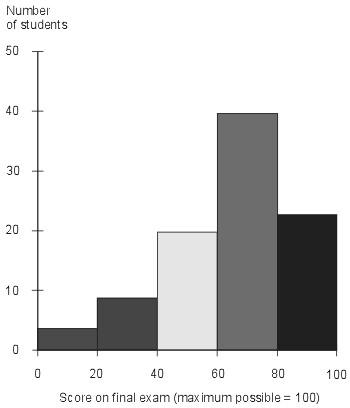 Number
of students
50
40
30
20
10
0
0 20 40 60 80 100
Score on final exam (maximum possible = 100)